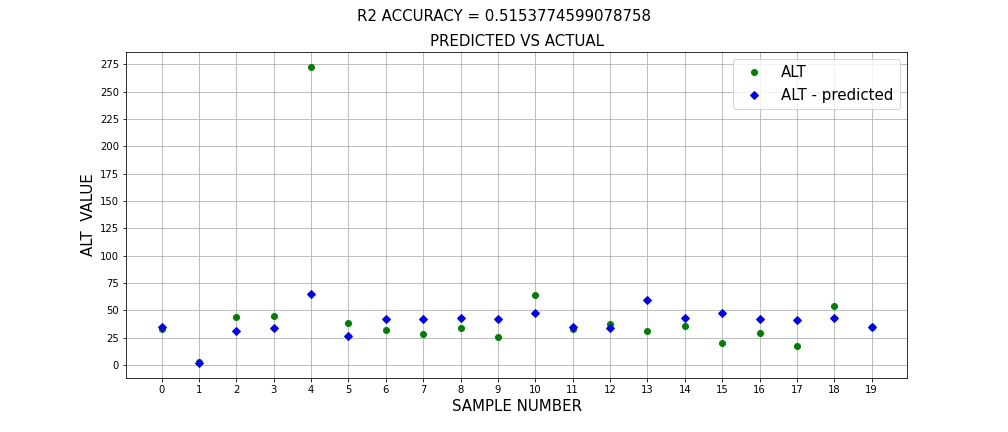 R2 ACCURACY = 0.5153774599078758
PREDICTED VS ACTUAL
ALT
ALT - predicted
ALT  VALUE
275
250
225
200
175
150
125
100
75
50
25
0
0 1 2 3 4 5 6 7 8 9 10 11 12 13 14 15 16 17 18 19
SAMPLE NUMBER